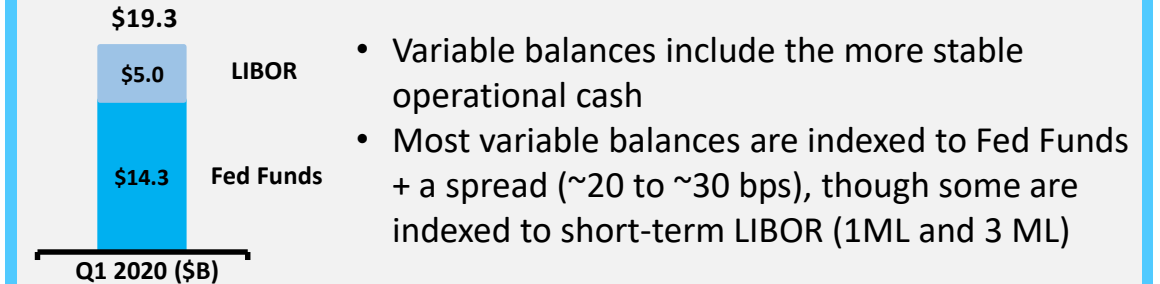 $19.3
$5.0
LIBOR
$14.3
Fed Funds
Q1 2020 ($B)
• Variable balances include the more stable
operational cash
• Most variable balances are indexed to Fed Funds
+ a spread (~20 to ~30 bps), though some are
indexed to short-term LIBOR (1ML and 3 ML)